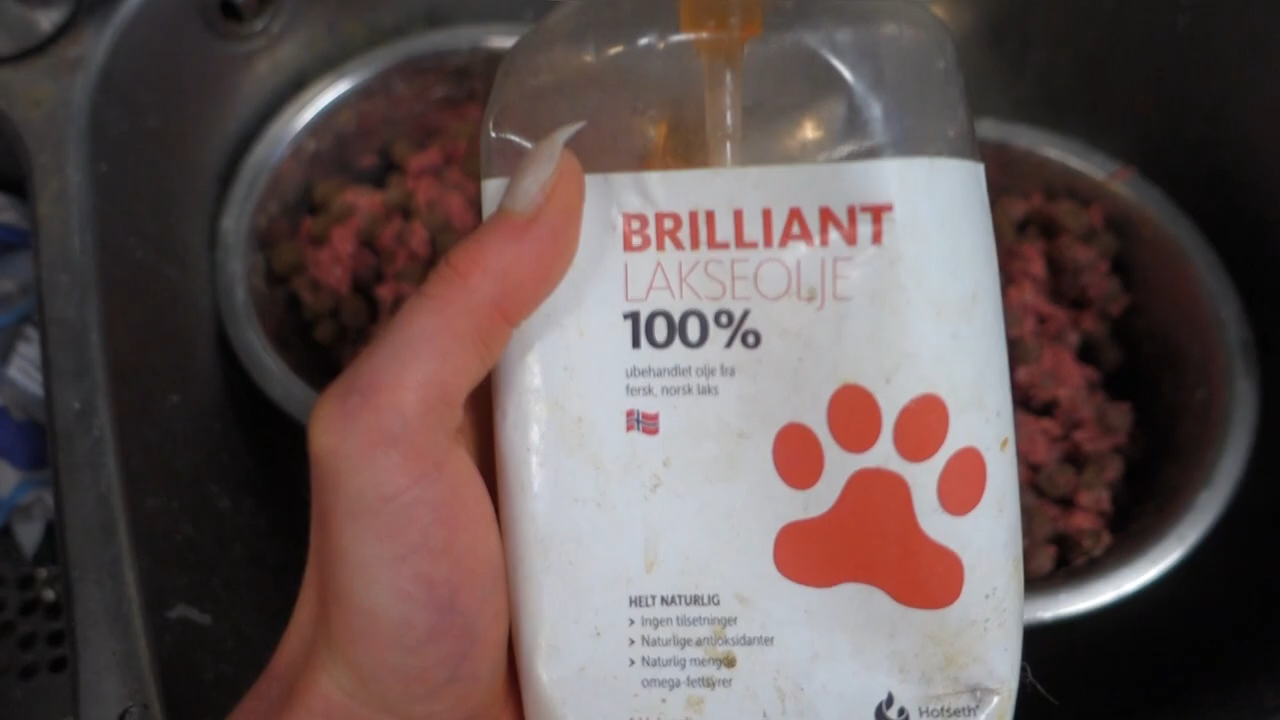 BRILLIANT
LAKSEOLJE
100%
ubehandlet olje fra
fersk, norsk laks
HELT NATURLIG
> Ingen tilsetninger
> Naturlige antioksidanter
> Naturlig mengde
omega-fettsyrer
Hofseth